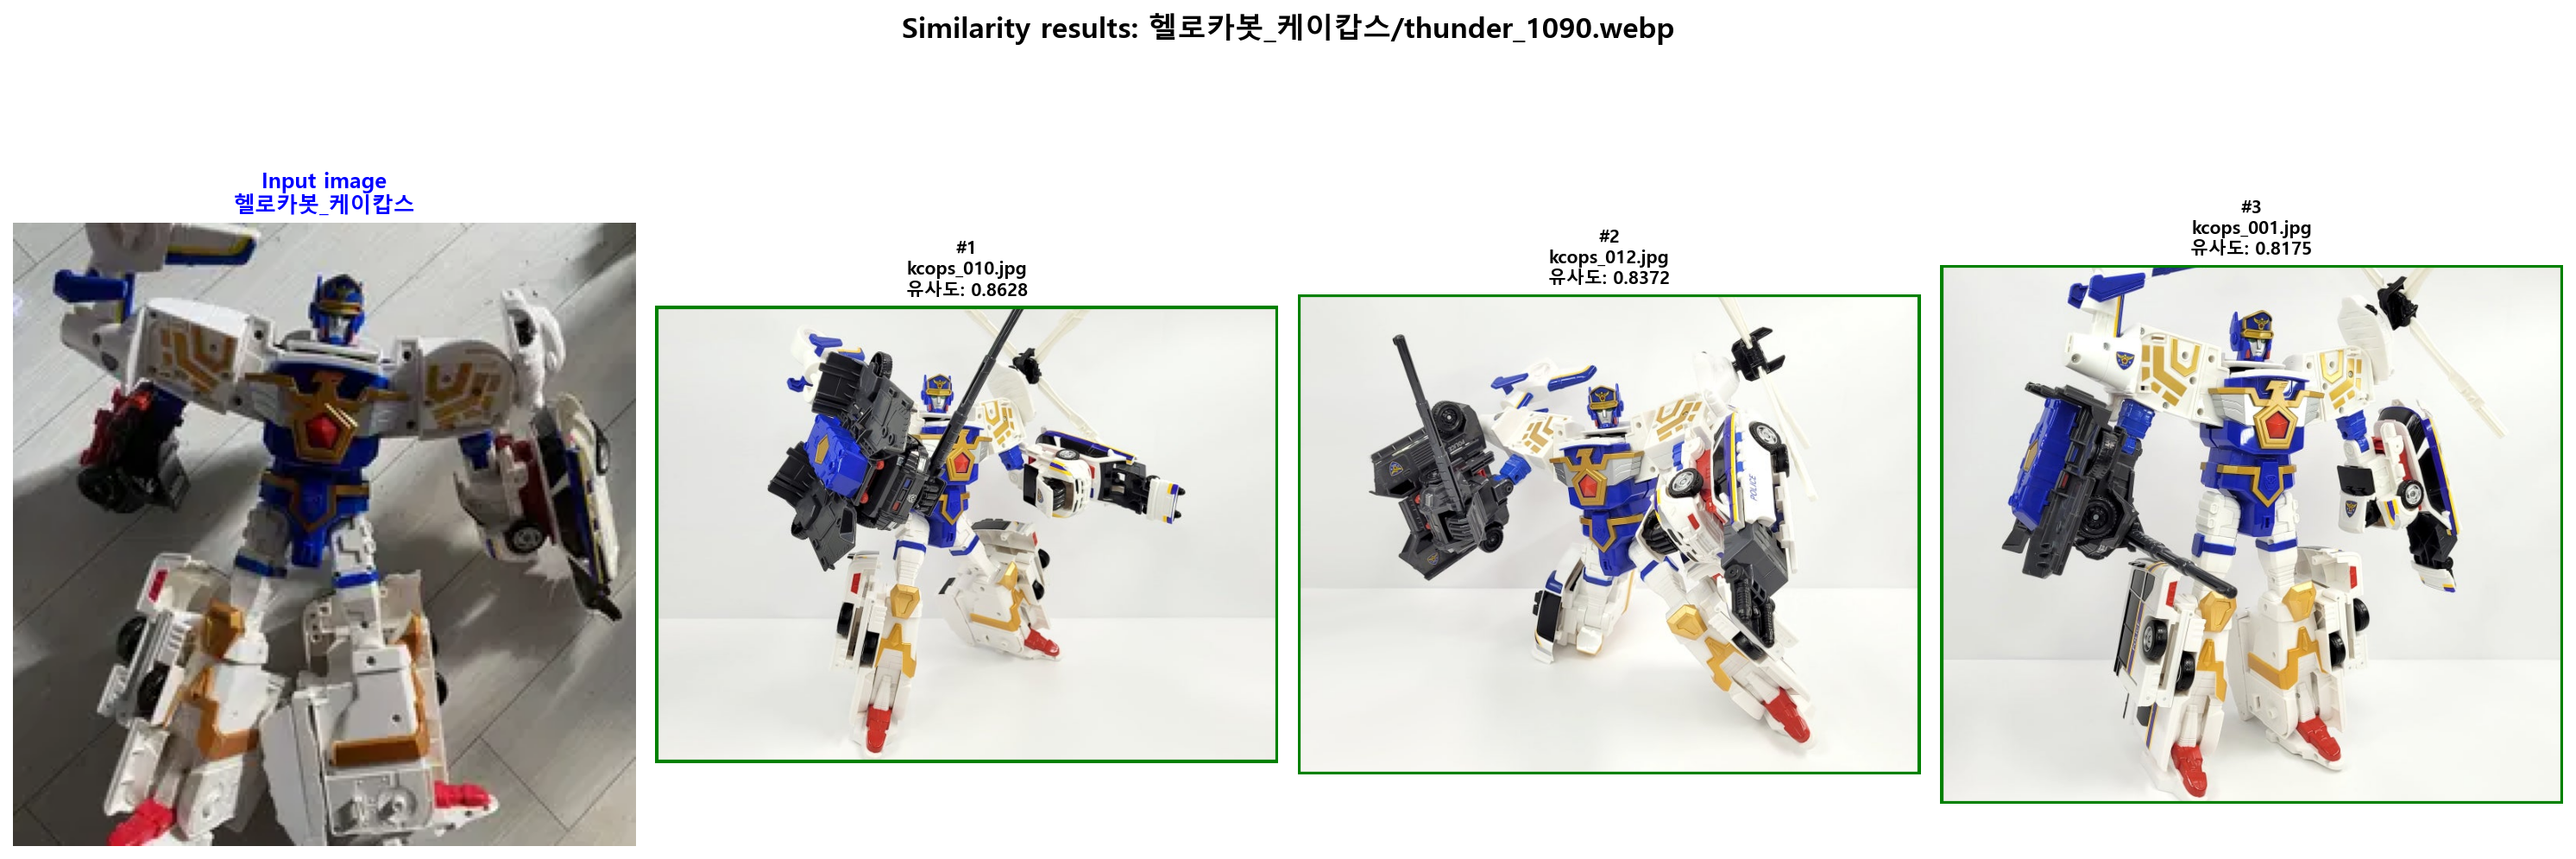 Similarity results: 헬로카봇_케이캅스/thunder_1090.webp
Input image
헬로카봇_케이캅스
#1
kcops_010.jpg
유사도: 0.8628
#2
kcops_012.jpg
유사도: 0.8372
POLICE
#3
kcops_001.jpg
유사도: 0.8175